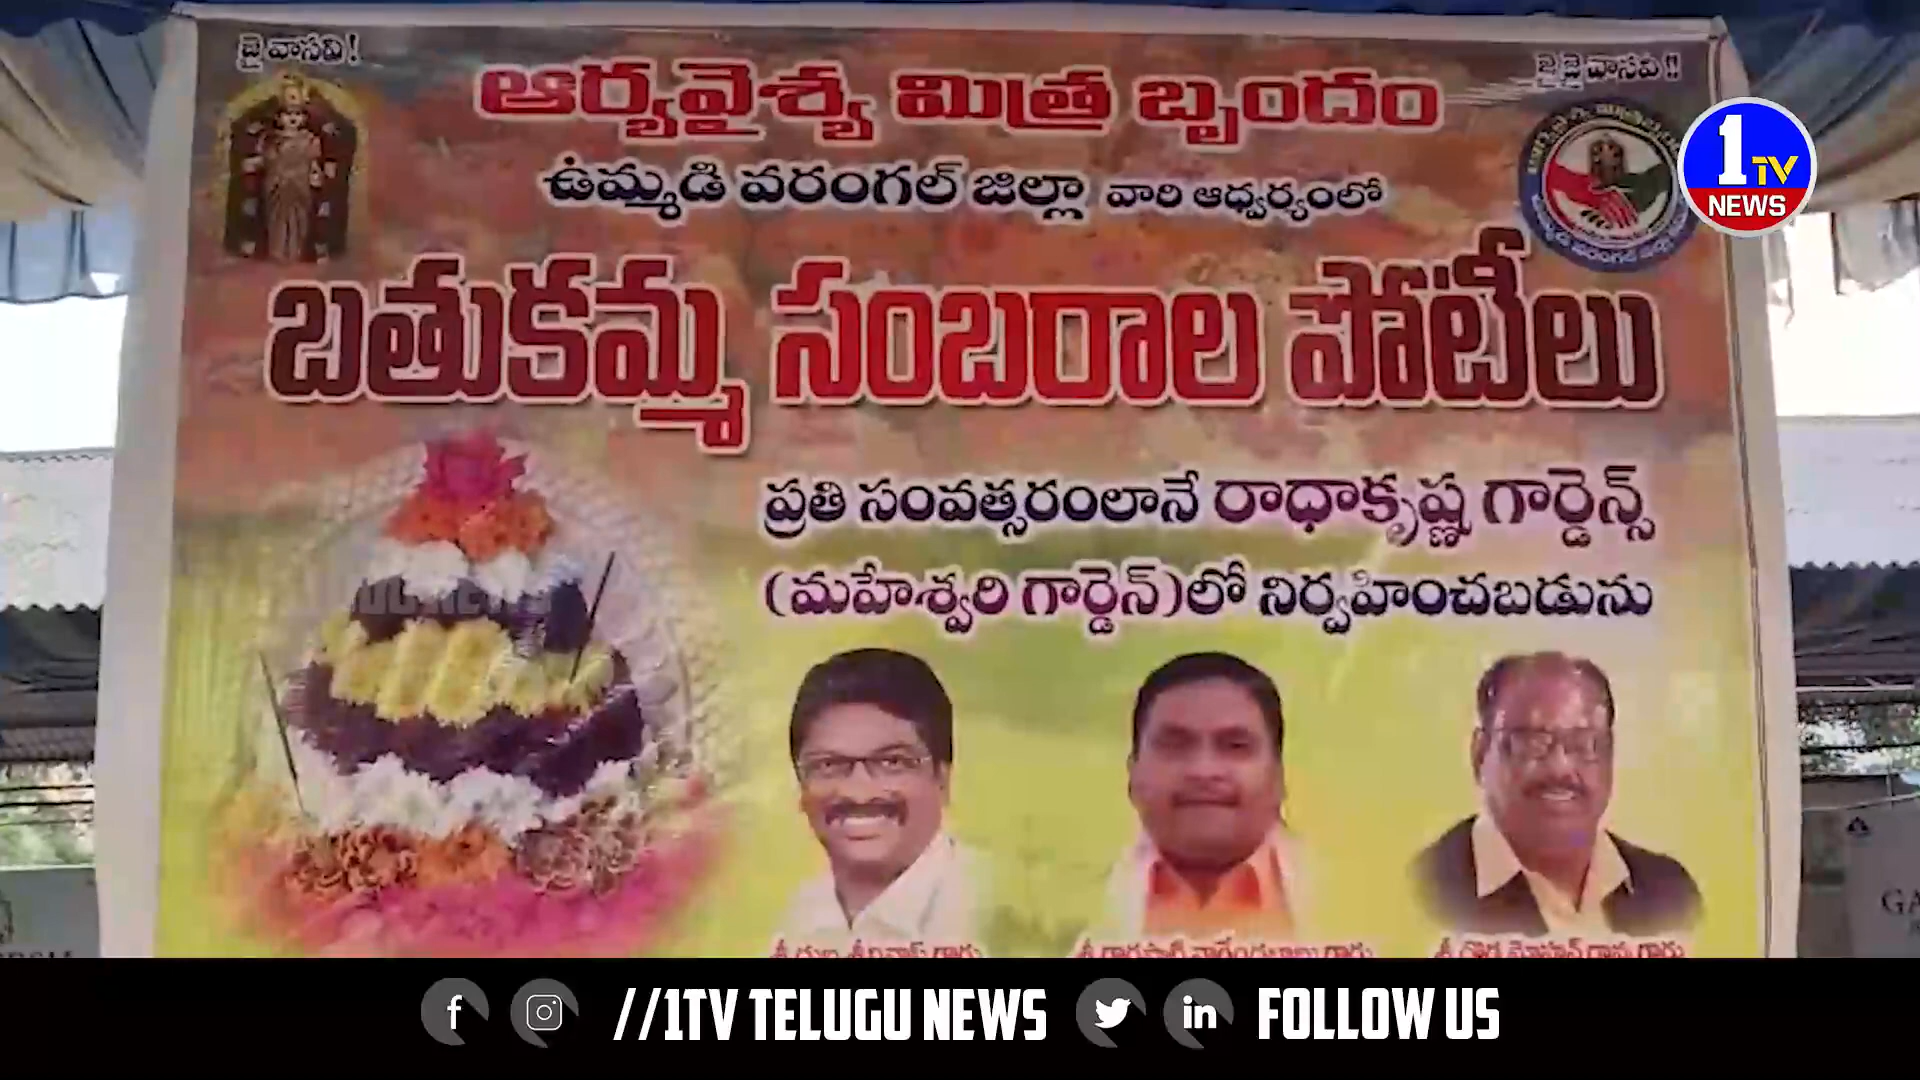 జై వాసవి!
జైజై వాసవి!!
ఆర్యవైశ్య మిత్ర బృందం
ఉమ్మడి వరంగల్ జిల్లా వారి ఆధ్వర్యంలో
1TV
NEWS
బతుకమ్మ సంబరాల పోటీలు
ప్రతి సంవత్సరంలానే రాధాకృష్ణ గార్డెన్స్
(మహేశ్వరి గార్డెన్)లో నిర్వహించబడును
//1TV TELUGU NEWS FOLLOW US